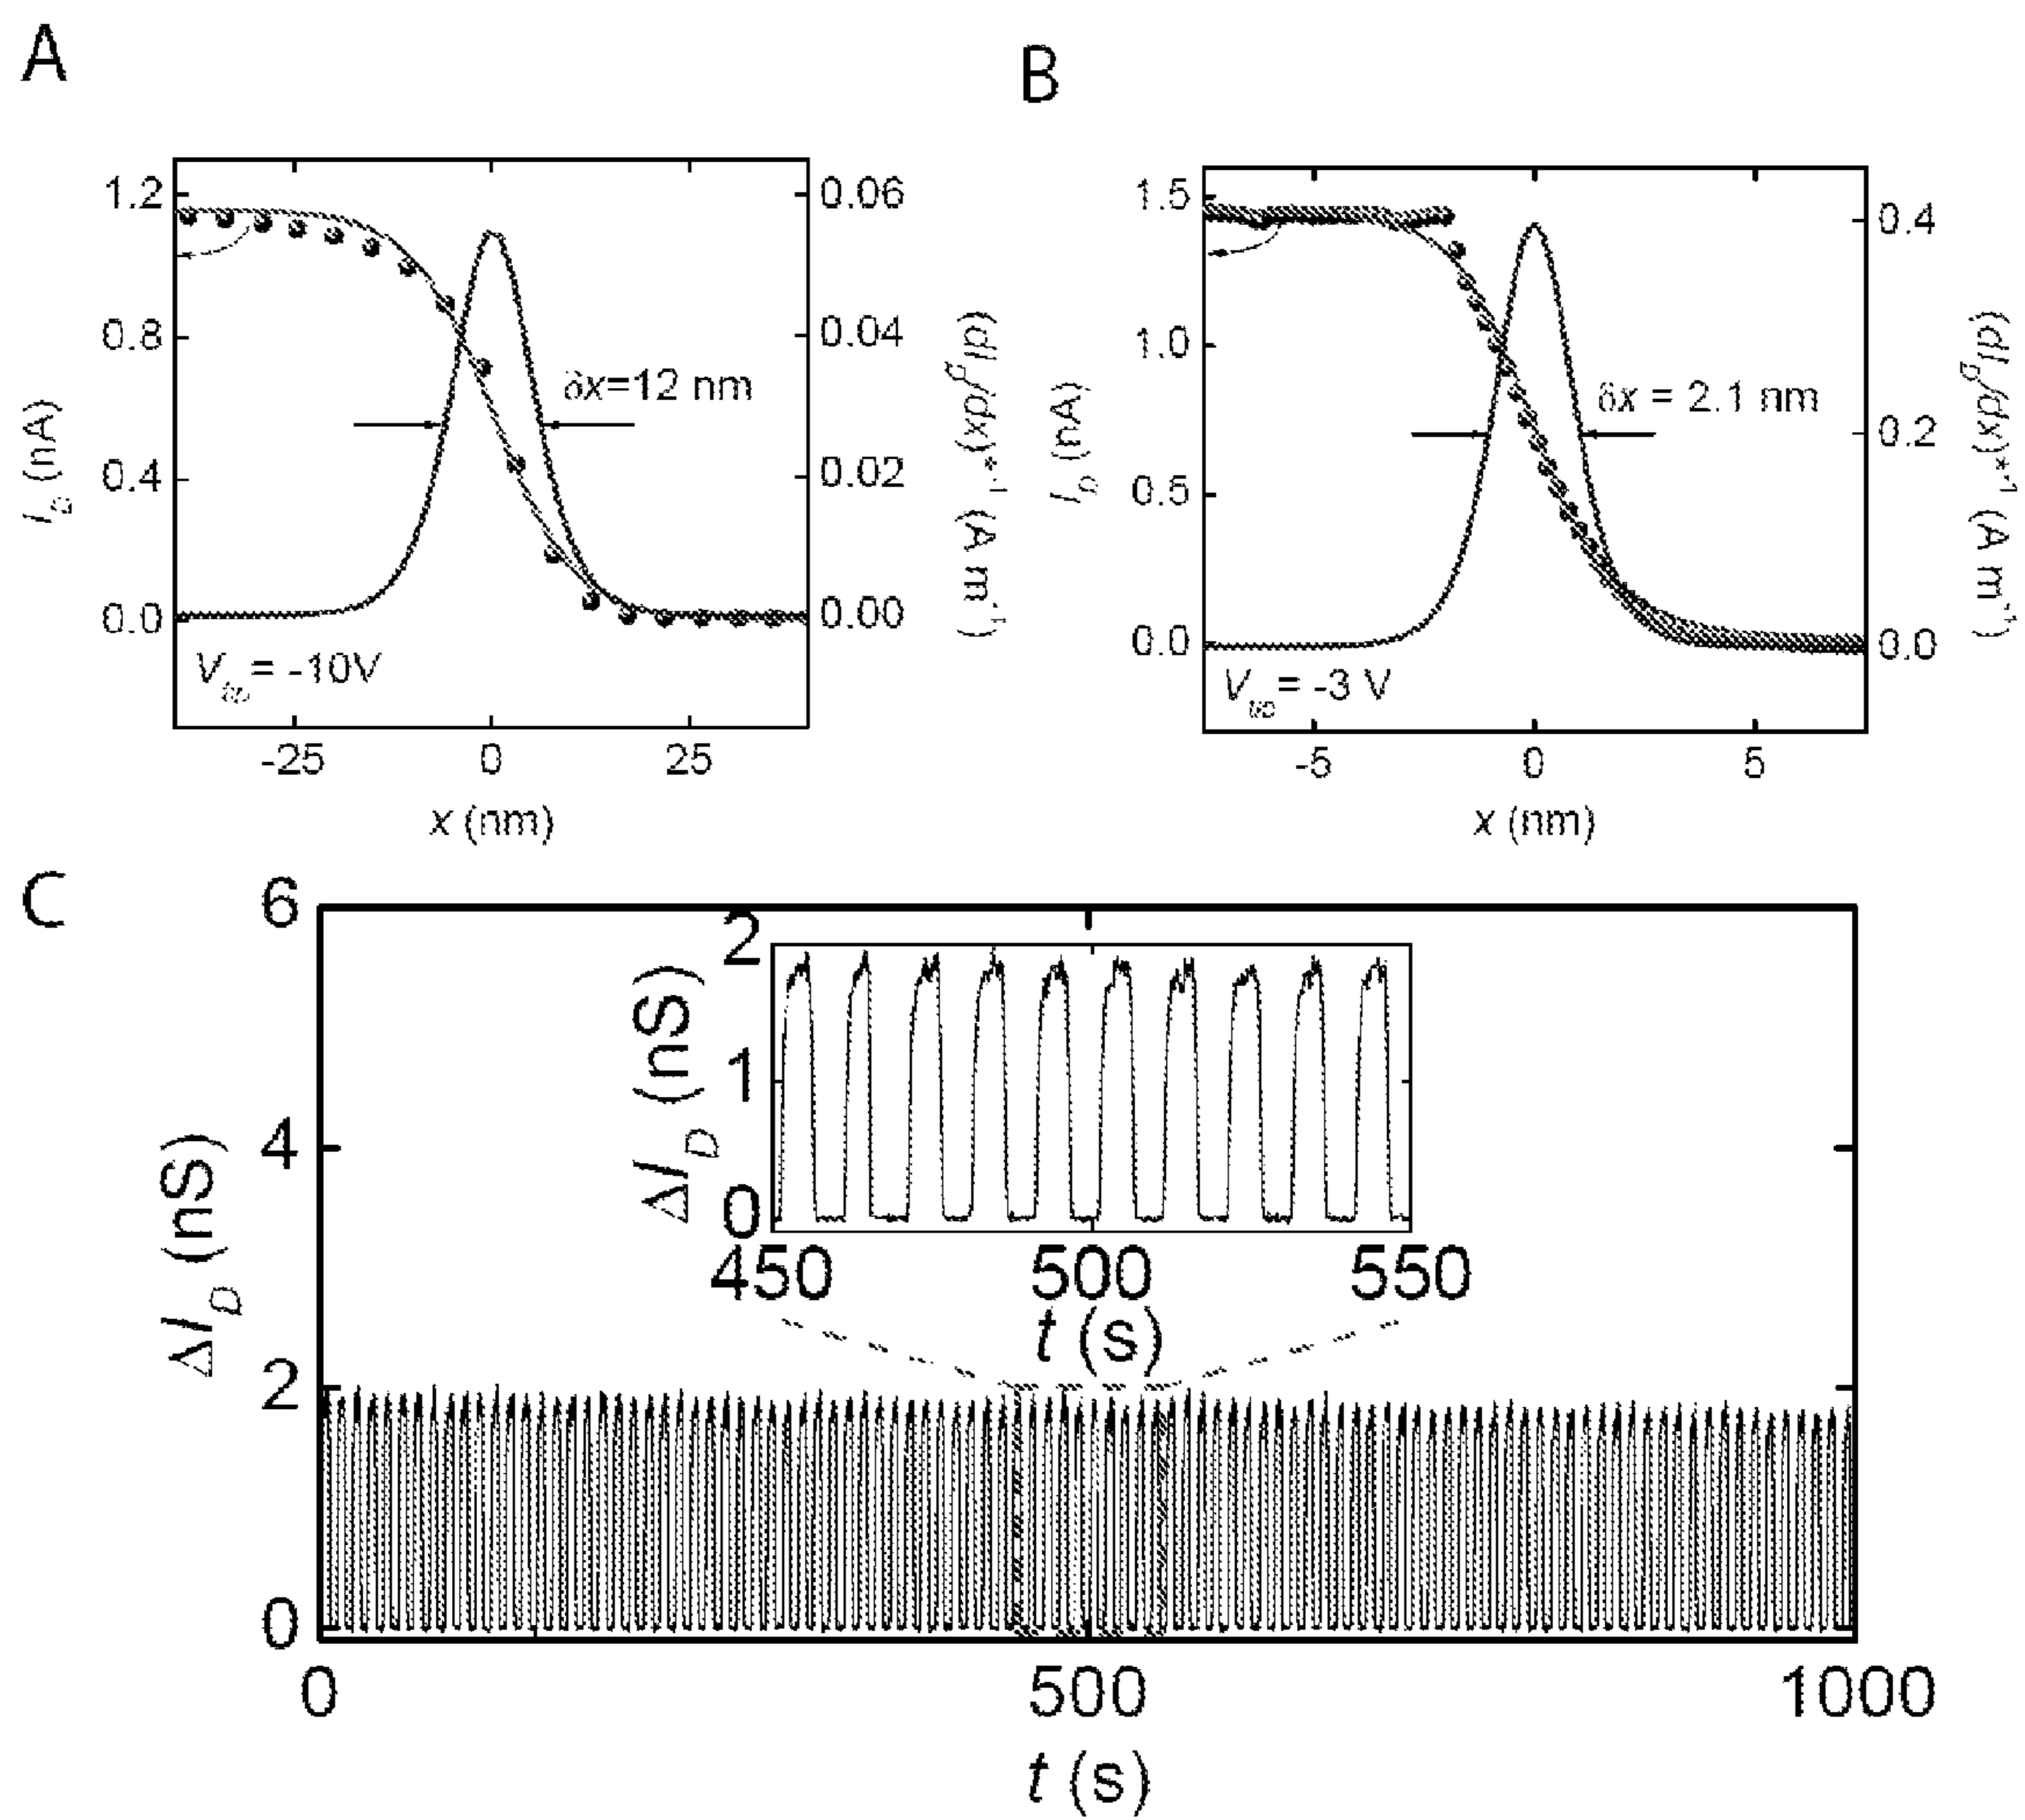 A
1.2
0.8
0.4
0.0
I_D (nA)
0.06
0.04
0.02
0.00
(dI_D/dx)*⁻¹ (A m⁻¹)
δx=12 nm
V_tip = -10V
-25 0 25
x (nm)
B
1.5
1.0
0.5
0.0
I_D (nA)
0.4
0.2
0.0
(dI_D/dx)*⁻¹ (A m⁻¹)
δx = 2.1 nm
V_tip = -3 V
-5 0 5
x (nm)
C
6
4
2
0
ΔI_D (nS)
2
1
0
ΔI_D (nS)
450 500 550
t (s)
0 500 1000
t (s)